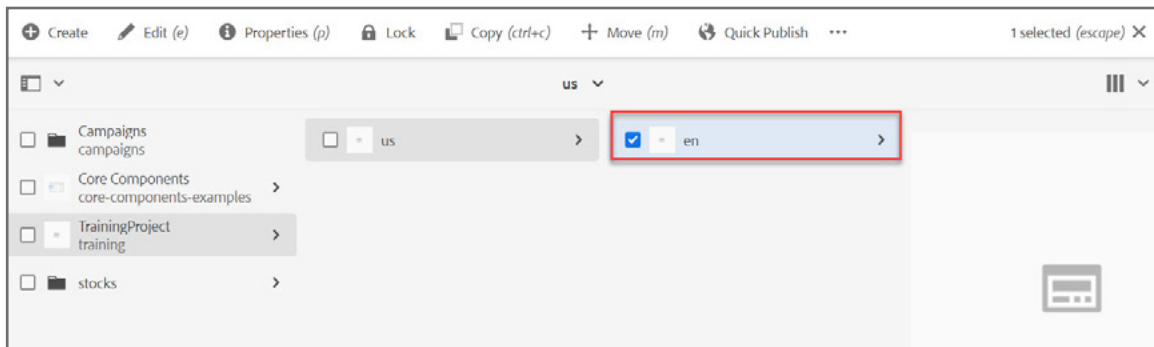 Create Edit (e) Properties (p) Lock Copy (ctrl+c) Move (m) Quick Publish ... 1 selected (escape)
us
Campaigns
campaigns
Core Components
core-components-examples
TrainingProject
training
stocks
us
en